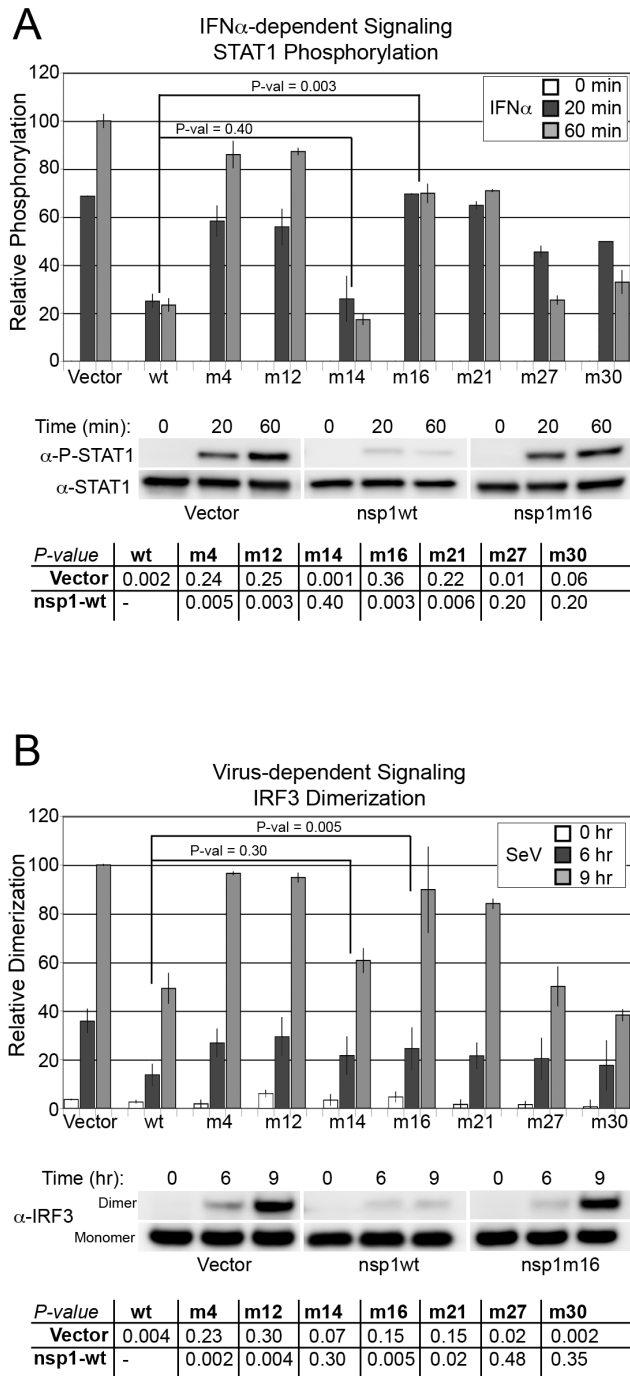 A
IFNα-dependent Signaling
STAT1 Phosphorylation
Relative Phosphorylation
120
100
80
60
40
20
0
P-val = 0.003
P-val = 0.40
IFNα
0 min
20 min
60 min
Vector wt m4 m12 m14 m16 m21 m27 m30
Time (min): 0 20 60 0 20 60 0 20 60
α-P-STAT1
α-STAT1
Vector nsp1wt nsp1m16
P-value wt m4 m12 m14 m16 m21 m27 m30
Vector 0.002 0.24 0.25 0.001 0.36 0.22 0.01 0.06
nsp1-wt - 0.005 0.003 0.40 0.003 0.006 0.20 0.20
B
Virus-dependent Signaling
IRF3 Dimerization
Relative Dimerization
120
100
80
60
40
20
0
P-val = 0.005
P-val = 0.30
SeV
0 hr
6 hr
9 hr
Vector wt m4 m12 m14 m16 m21 m27 m30
Time (hr): 0 6 9 0 6 9 0 6 9
α-IRF3
Dimer
Monomer
Vector nsp1wt nsp1m16
P-value wt m4 m12 m14 m16 m21 m27 m30
Vector 0.004 0.23 0.30 0.07 0.15 0.15 0.02 0.002
nsp1-wt - 0.002 0.004 0.30 0.005 0.02 0.48 0.35